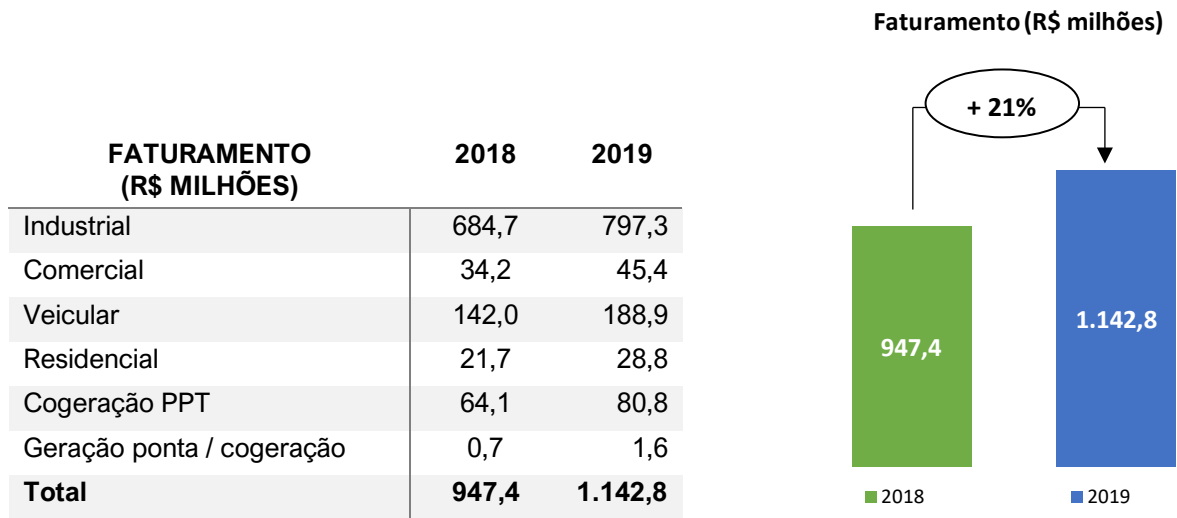 FATURAMENTO 2018 2019
(R$ MILHÕES)
Industrial 684,7 797,3
Comercial 34,2 45,4
Veicular 142,0 188,9
Residencial 21,7 28,8
Cogeração PPT 64,1 80,8
Geração ponta / cogeração 0,7 1,6
Total 947,4 1.142,8
Faturamento (R$ milhões)
+ 21%
947,4
1.142,8
2018 2019